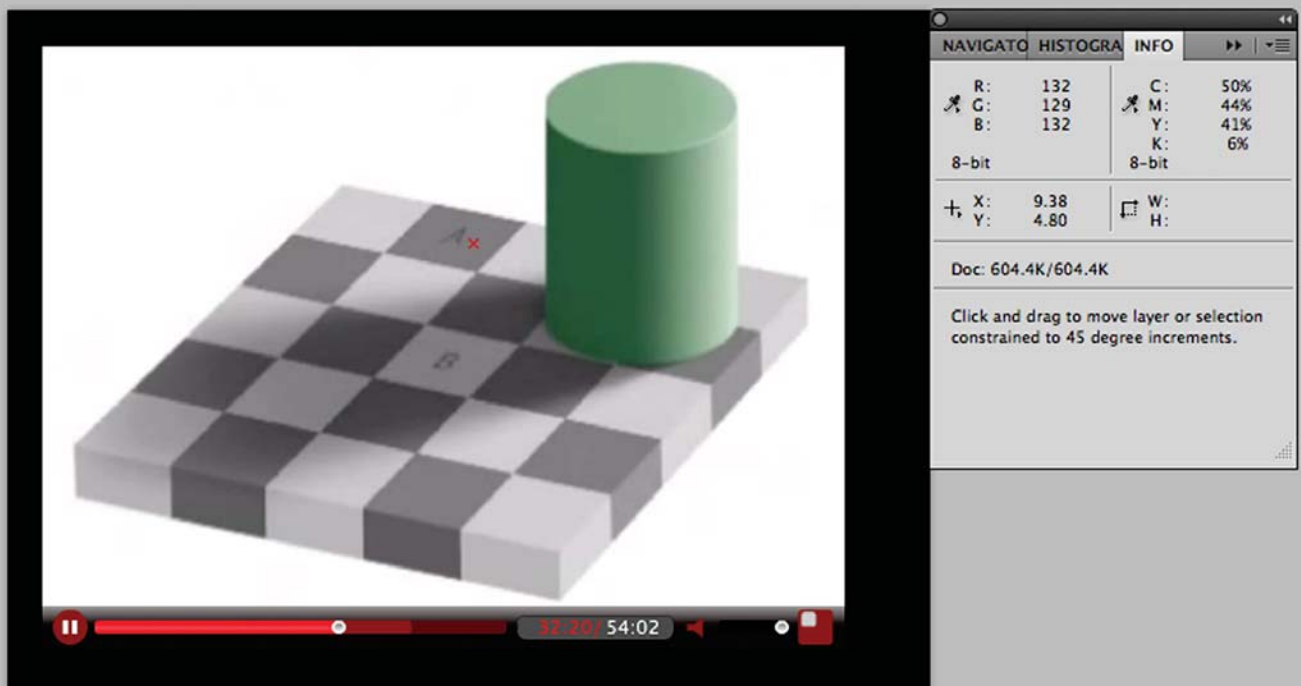 A
B
32:20/54:02
NAVIGATO HISTOGRA INFO
R: 132
G: 129
B: 132
8-bit
C: 50%
M: 44%
Y: 41%
K: 6%
8-bit
X: 9.38
Y: 4.80
W:
H:
Doc: 604.4K/604.4K
Click and drag to move layer or selection
constrained to 45 degree increments.